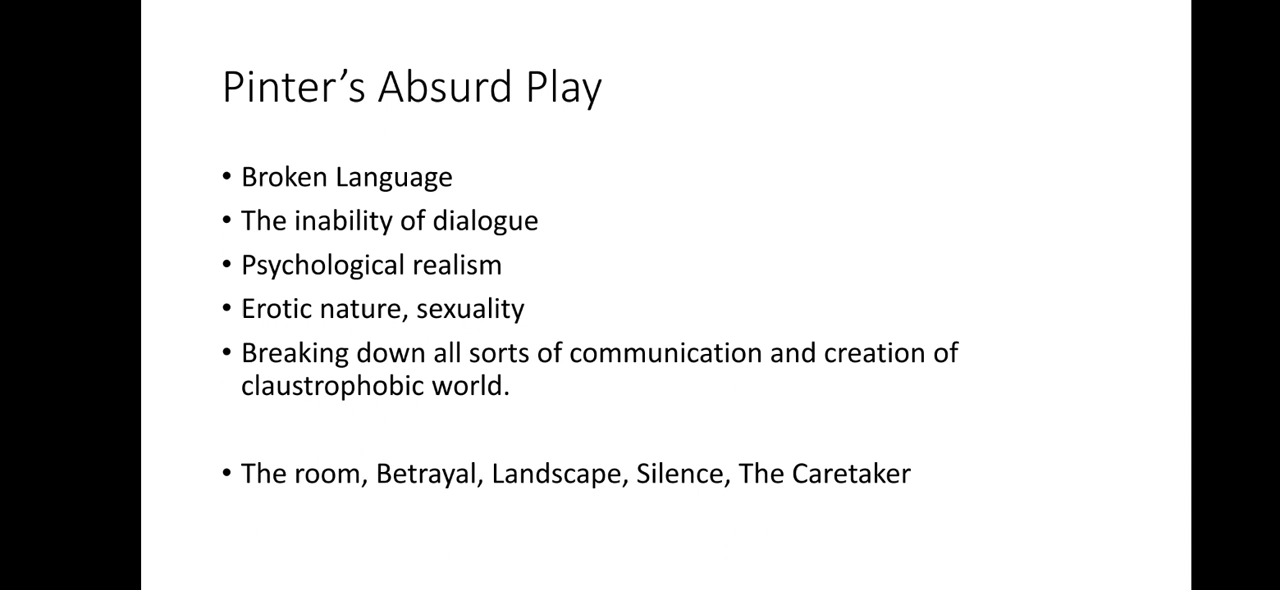 Pinter’s Absurd Play
• Broken Language
• The inability of dialogue
• Psychological realism
• Erotic nature, sexuality
• Breaking down all sorts of communication and creation of
claustrophobic world.
• The room, Betrayal, Landscape, Silence, The Caretaker